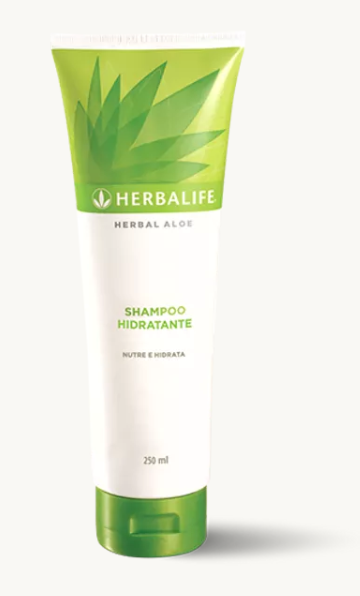 HERBALIFE
HERBAL ALOE
SHAMPOO
HIDRATANTE
NUTRE E HIDRATA
250 ml